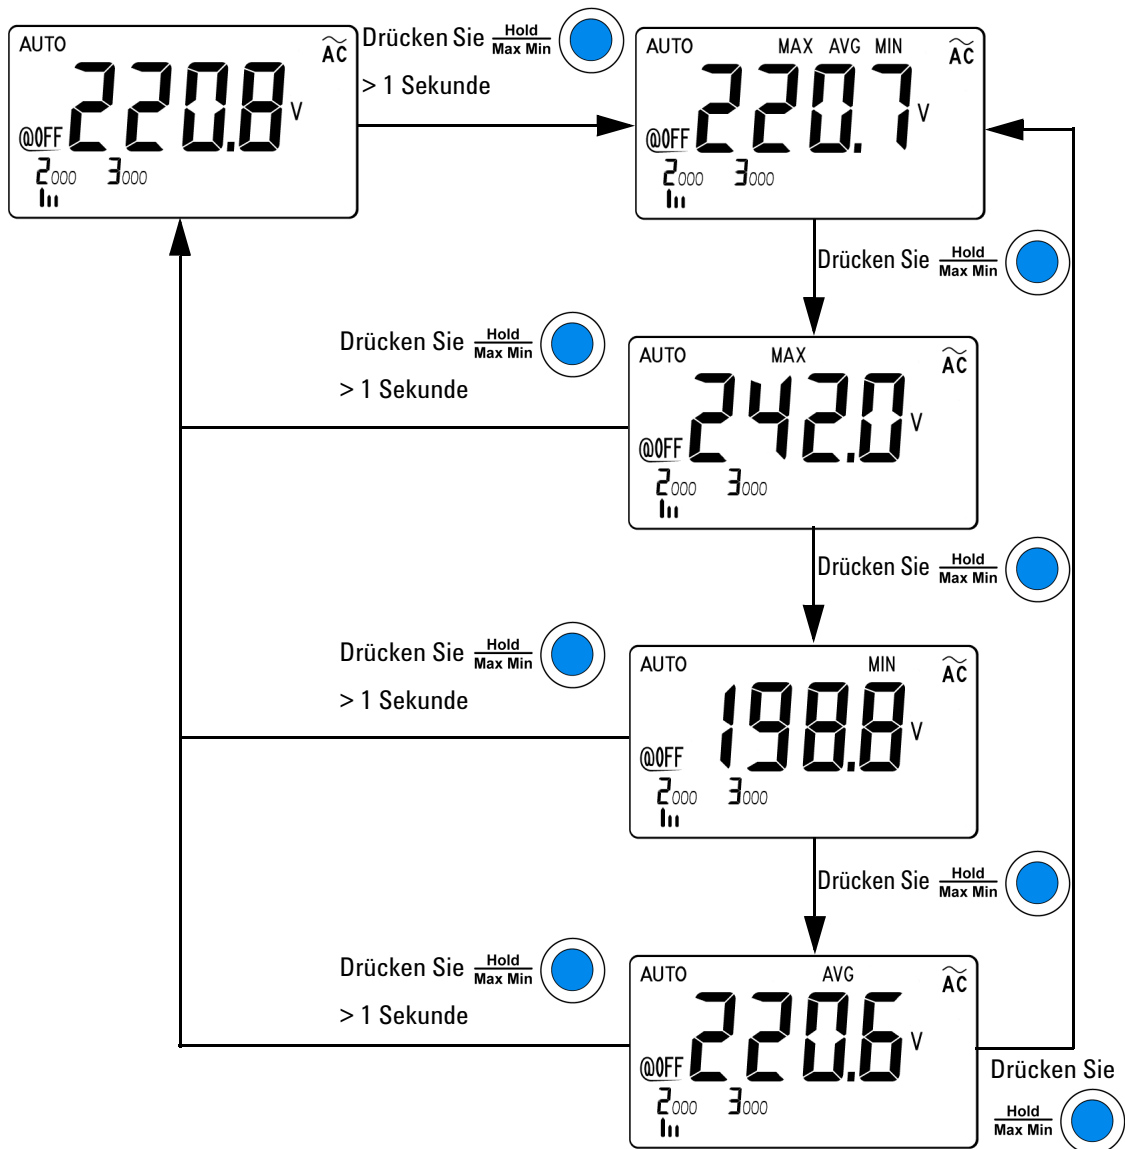 AUTO AC
220.8 V
@OFF
2000 3000
Drücken Sie Hold
Max Min
> 1 Sekunde
AUTO MAX AVG MIN AC
220.7 V
@OFF
2000 3000
Drücken Sie Hold
Max Min
Drücken Sie Hold
Max Min
> 1 Sekunde
AUTO MAX AC
242.0 V
@OFF
2000 3000
Drücken Sie Hold
Max Min
Drücken Sie Hold
Max Min
> 1 Sekunde
AUTO MIN AC
198.8 V
@OFF
2000 3000
Drücken Sie Hold
Max Min
Drücken Sie Hold
Max Min
> 1 Sekunde
AUTO AVG AC
220.6 V
@OFF
2000 3000
Drücken Sie
Hold
Max Min